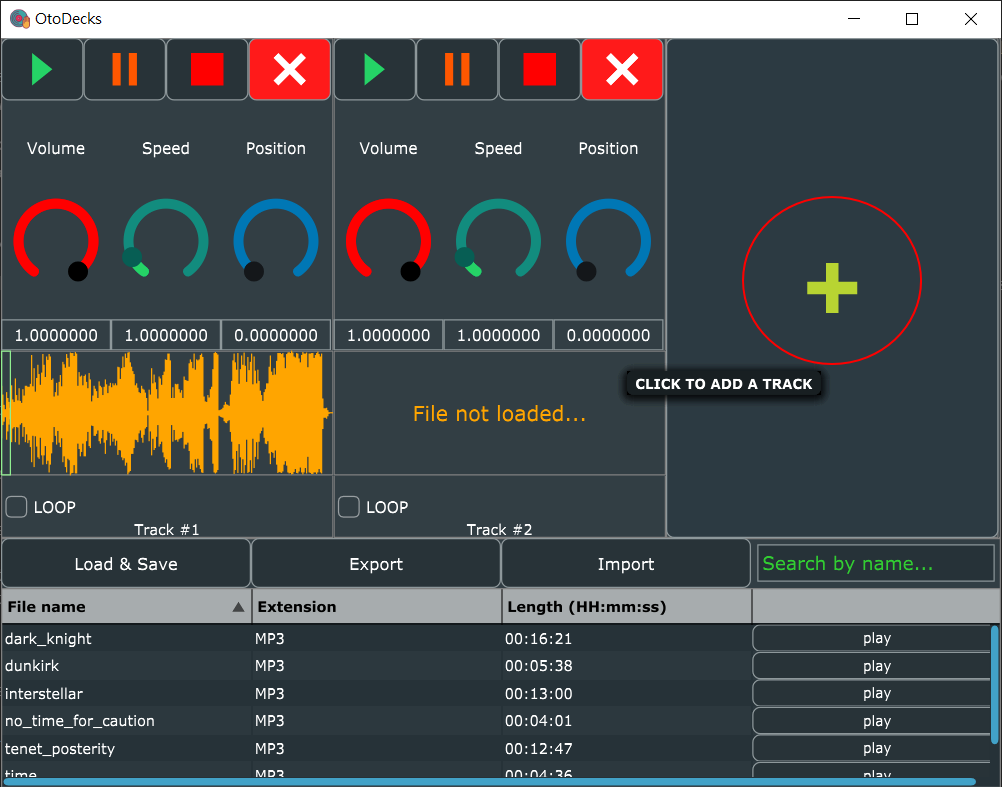 OtoDecks
Volume Speed Position Volume Speed Position
1.0000000 1.0000000 0.0000000 1.0000000 1.0000000 0.0000000
CLICK TO ADD A TRACK
File not loaded...
LOOP LOOP
Track #1 Track #2
Load & Save Export Import Search by name...
File name Extension Length (HH:mm:ss)
dark_knight MP3 00:16:21 play
dunkirk MP3 00:05:38 play
interstellar MP3 00:13:00 play
no_time_for_caution MP3 00:04:01 play
tenet_posterity MP3 00:12:47 play
time MP3 00:04:36 play